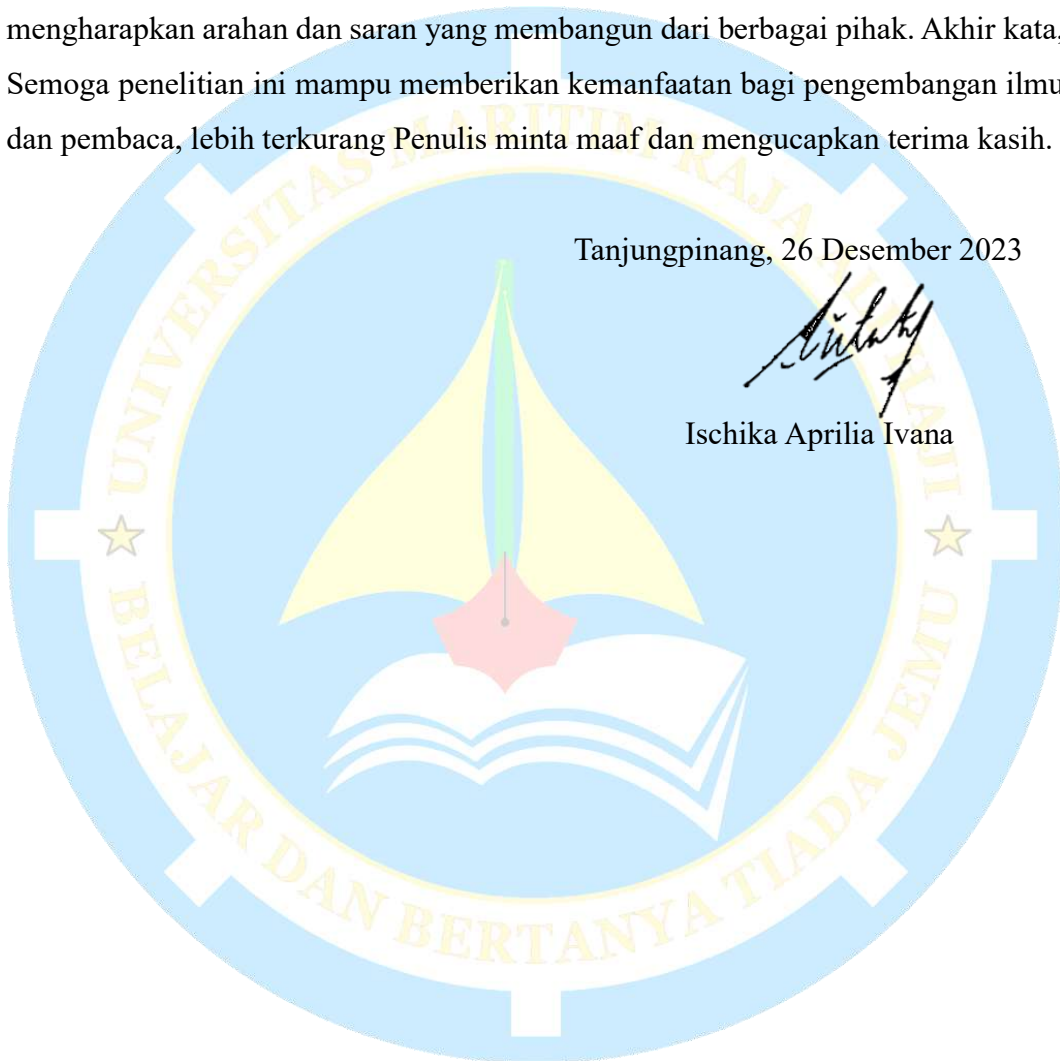 mengharapkan arahan dan saran yang membangun dari berbagai pihak. Akhir kata,
Semoga penelitian ini mampu memberikan kemanfaatan bagi pengembangan ilmu
dan pembaca, lebih terkurang Penulis minta maaf dan mengucapkan terima kasih.
UNIVERSITAS MARITIM RAJA ALI HAJI
Tanjungpinang, 26 Desember 2023
Ischika Aprilia Ivana
BELAJAR DAN BERTANYA TIADA JEMU